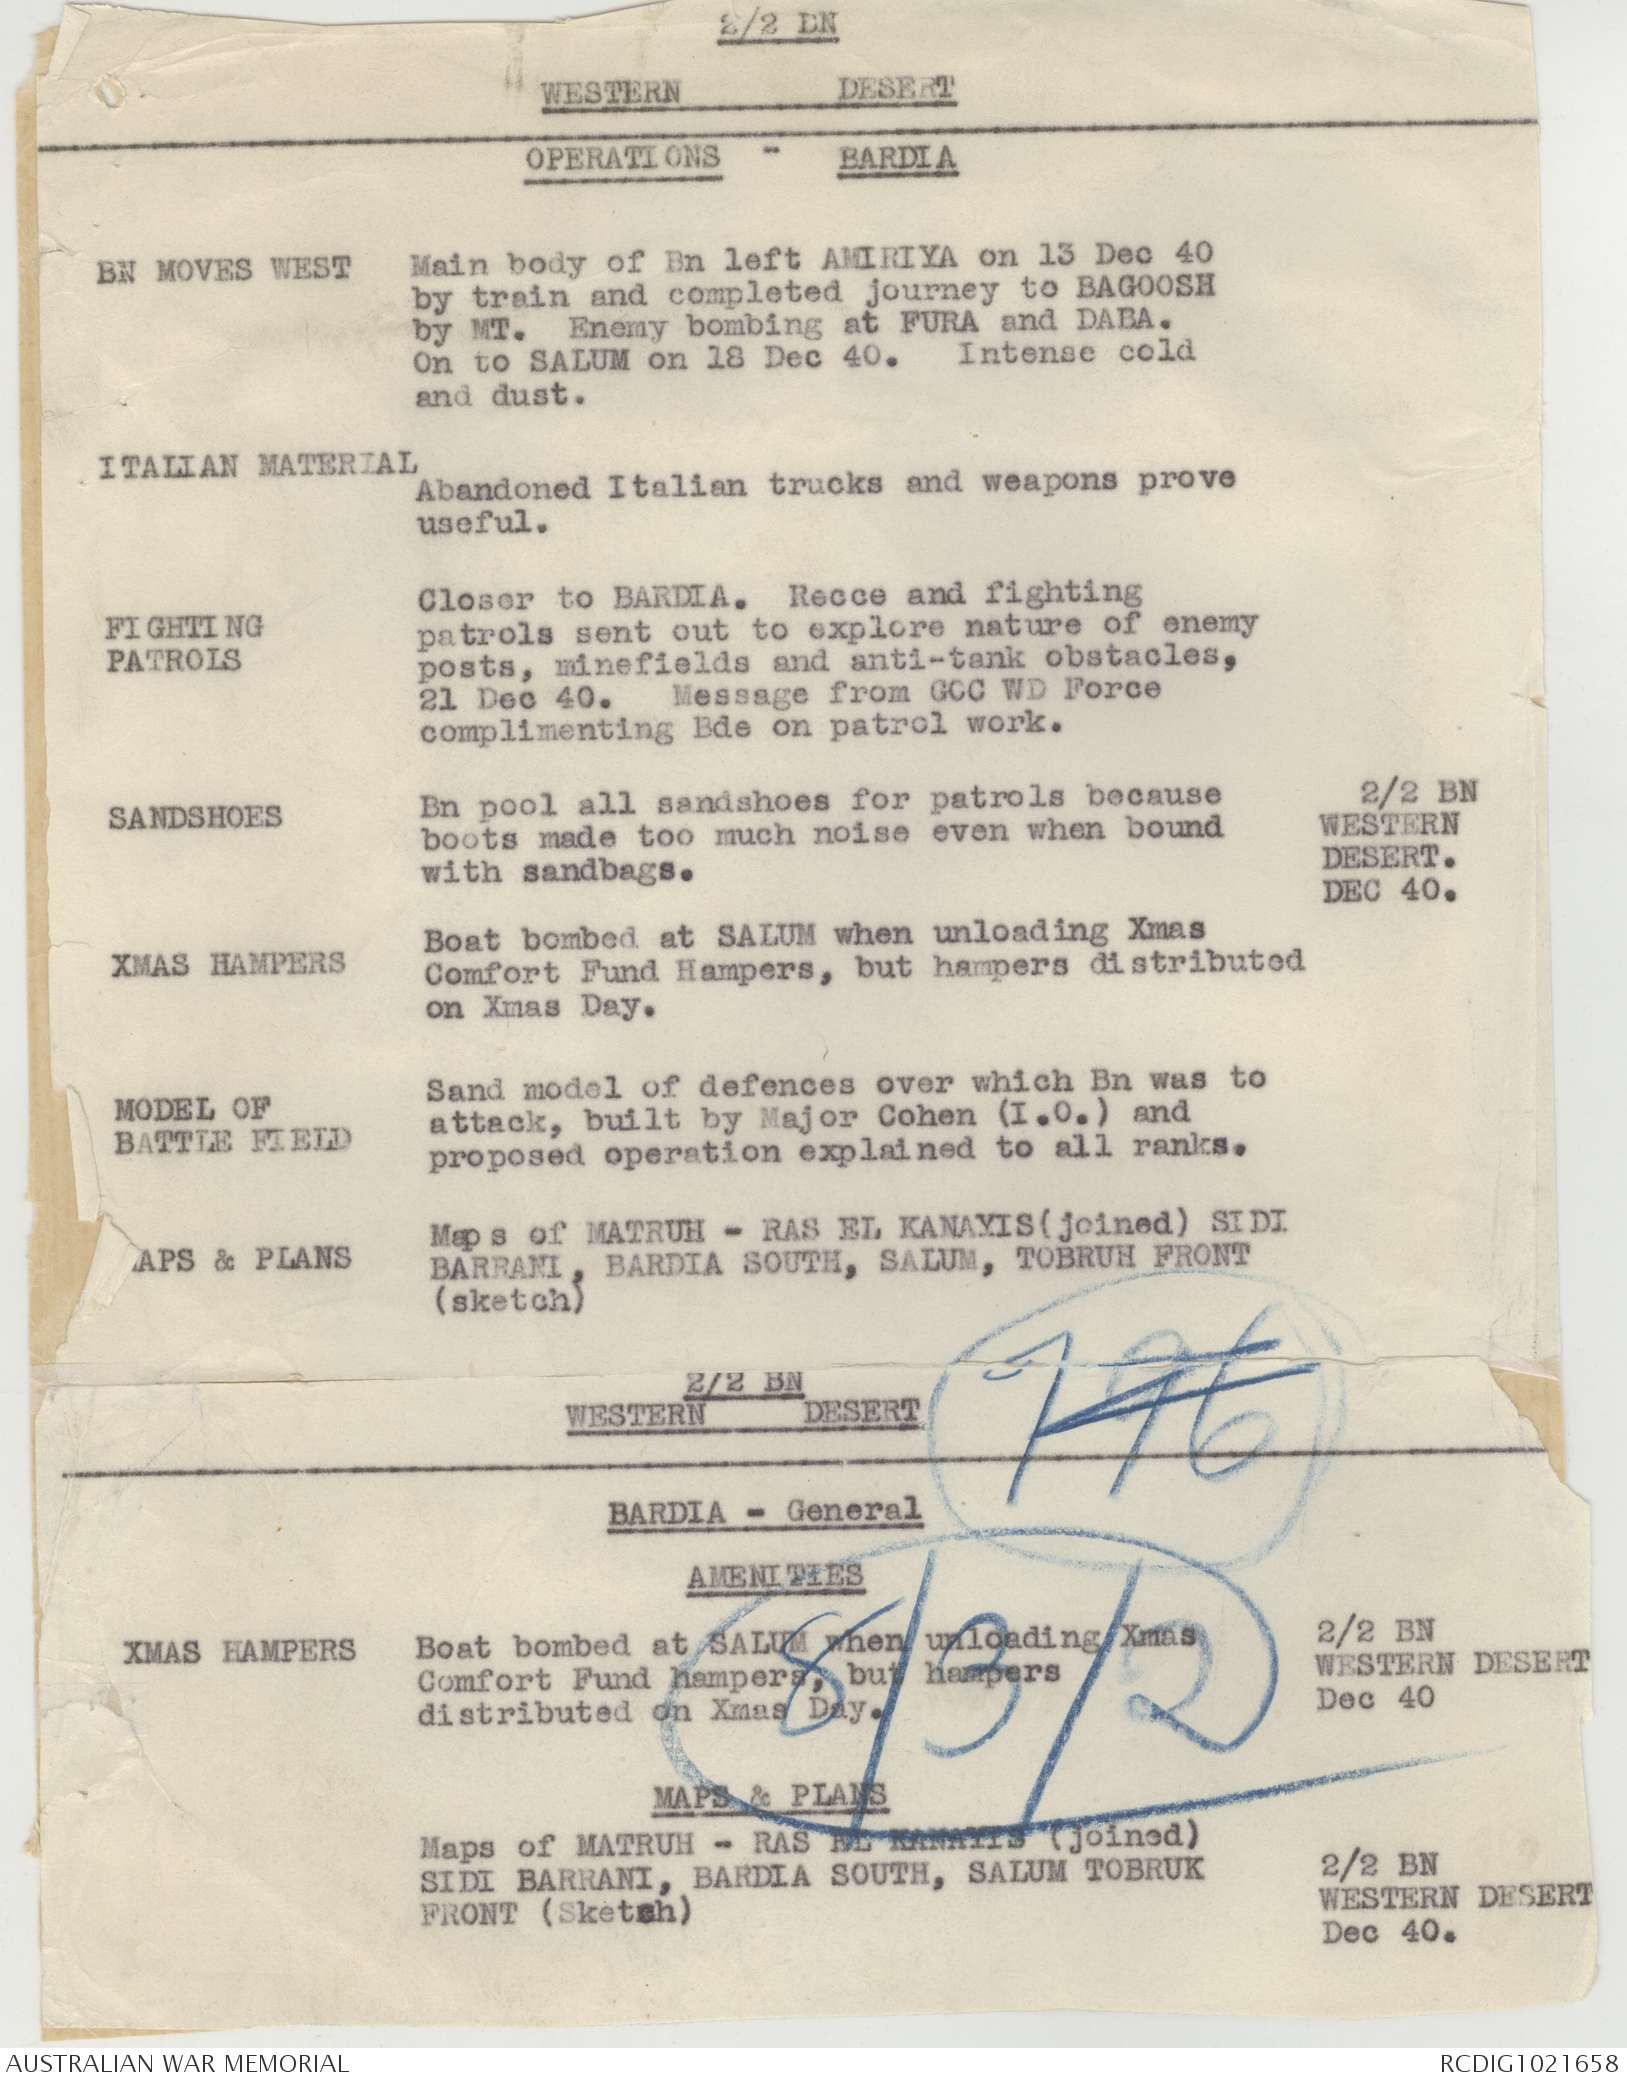 2/2 BN
WESTERN DESERT
OPERATIONS - BARDIA
BN MOVES WEST Main body of Bn left AMIRIYA on 13 Dec 40
by train and completed journey to BAGOOSH
by MT. Enemy bombing at FURA and DABA.
On to SALUM on 18 Dec 40. Intense cold
and dust.
ITALIAN MATERIAL
Abandoned Italian trucks and weapons prove
useful.
FIGHTING
PATROLS
Closer to BARDIA. Recce and fighting
patrols sent out to explore nature of enemy
posts, minefields and anti-tank obstacles,
21 Dec 40. Message from GOC WD Force
complimenting Bde on patrol work.
SANDSHOES
Bn pool all sandshoes for patrols because
boots made too much noise even when bound
with sandbags.
2/2 BN
WESTERN
DESERT.
DEC 40.
XMAS HAMPERS
Boat bombed at SALUM when unloading Xmas
Comfort Fund Hampers, but hampers distributed
on Xmas Day.
MODEL OF
BATTLE FIELD
Sand model of defences over which Bn was to
attack, built by Major Cohen (I.O.) and
proposed operation explained to all ranks.
APS & PLANS
Maps of MATRUH - RAS EL KANAYIS(joined) SIDI
BARRANI, BARDIA SOUTH, SALUM, TOBRUH FRONT
(sketch)
796
2/2 BN
WESTERN DESERT
BARDIA - General
AMENITIES
8/3/2
XMAS HAMPERS
Boat bombed at SALUM when unloading Xmas
Comfort Fund hampers, but hampers
distributed on Xmas Day.
2/2 BN
WESTERN DESERT
Dec 40
MAPS & PLANS
Maps of MATRUH - RAS EL KANAYIS (joined)
SIDI BARRANI, BARDIA SOUTH, SALUM TOBRUK
FRONT (Sketch)
2/2 BN
WESTERN DESERT
Dec 40.
AUSTRALIAN WAR MEMORIAL
RCDIG1021658